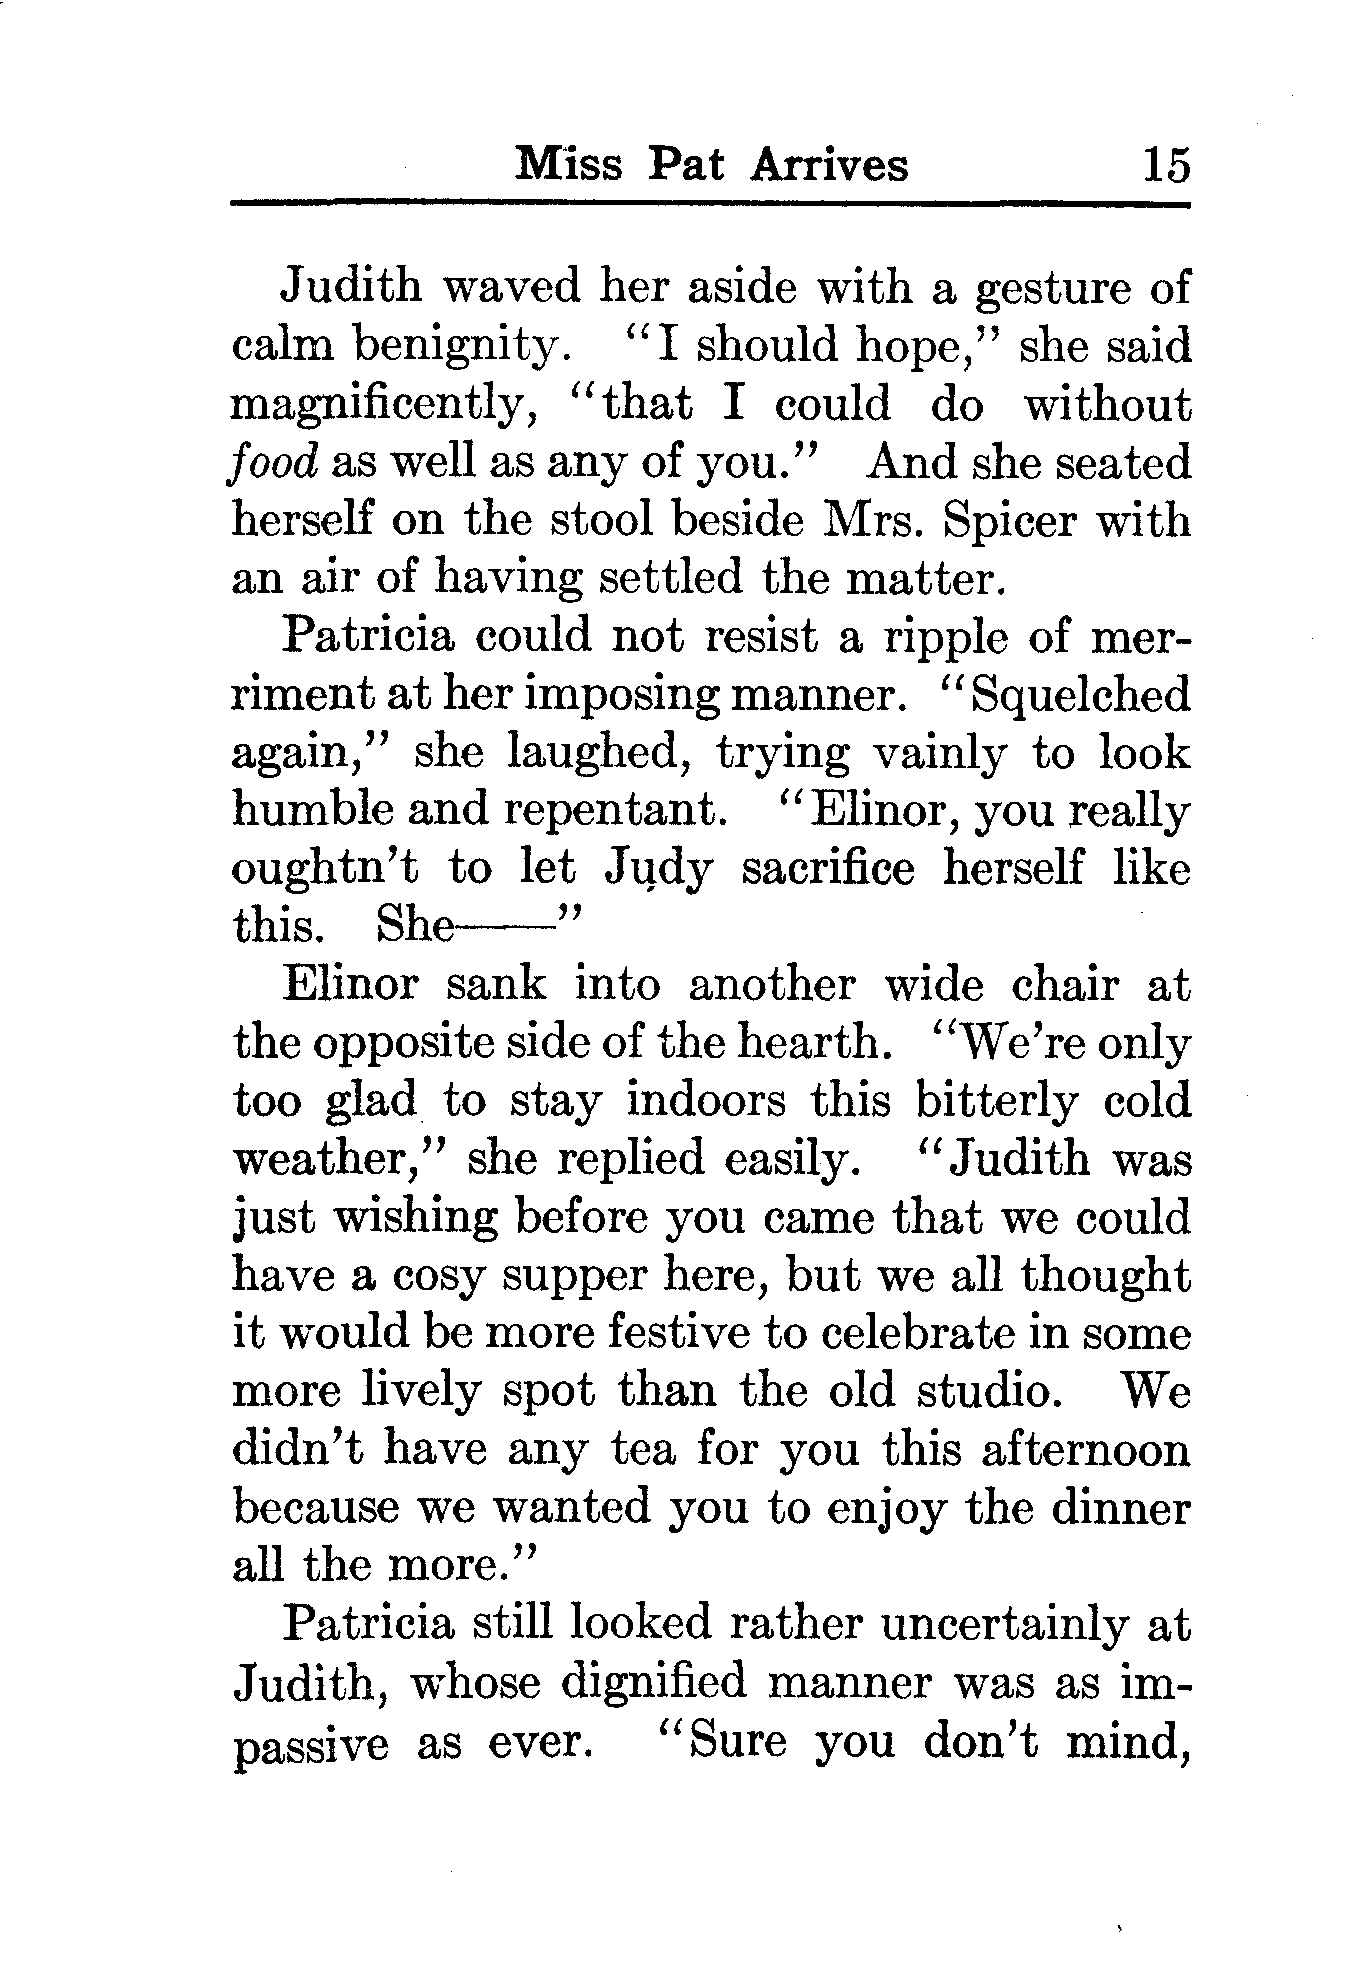 Miss Pat Arrives 15
Judith waved her aside with a gesture of
calm benignity. "I should hope," she said
magnificently, "that I could do without
food as well as any of you." And she seated
herself on the stool beside Mrs. Spicer with
an air of having settled the matter.
Patricia could not resist a ripple of mer-
riment at her imposing manner. "Squelched
again," she laughed, trying vainly to look
humble and repentant. "Elinor, you really
oughtn't to let Judy sacrifice herself like
this. She——"
Elinor sank into another wide chair at
the opposite side of the hearth. "We're only
too glad to stay indoors this bitterly cold
weather," she replied easily. "Judith was
just wishing before you came that we could
have a cosy supper here, but we all thought
it would be more festive to celebrate in some
more lively spot than the old studio. We
didn't have any tea for you this afternoon
because we wanted you to enjoy the dinner
all the more."
Patricia still looked rather uncertainly at
Judith, whose dignified manner was as im-
passive as ever. "Sure you don't mind,